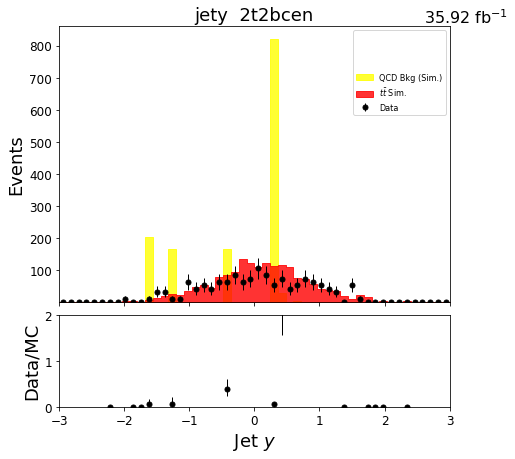 jety 2t2bcen
35.92 fb⁻¹
Events
800
700
600
500
400
300
200
100
QCD Bkg (Sim.)
tt̄ Sim.
Data
Data/MC
2
1
0
−3 −2 −1 0 1 2 3
Jet y